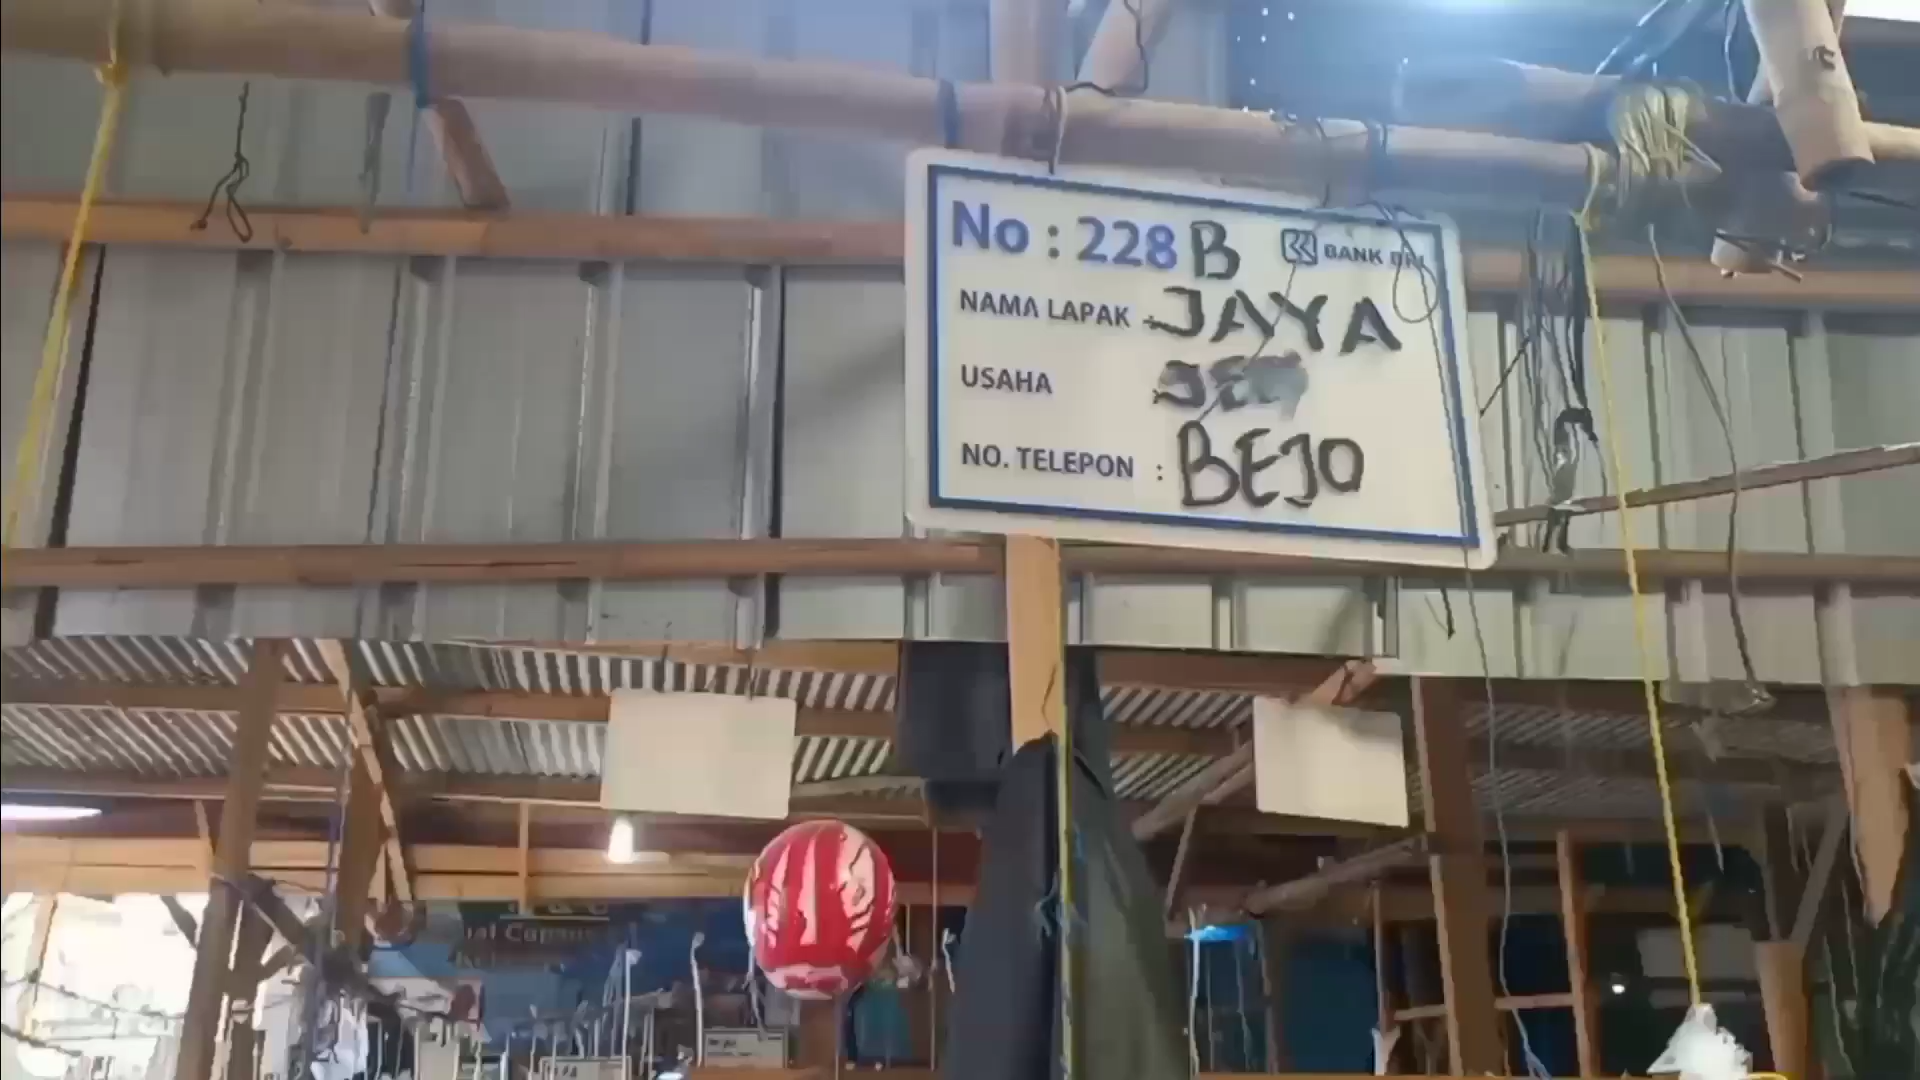 No : 228 B
BANK BRI
NAMA LAPAK : JAYA
USAHA
NO. TELEPON : BEJO